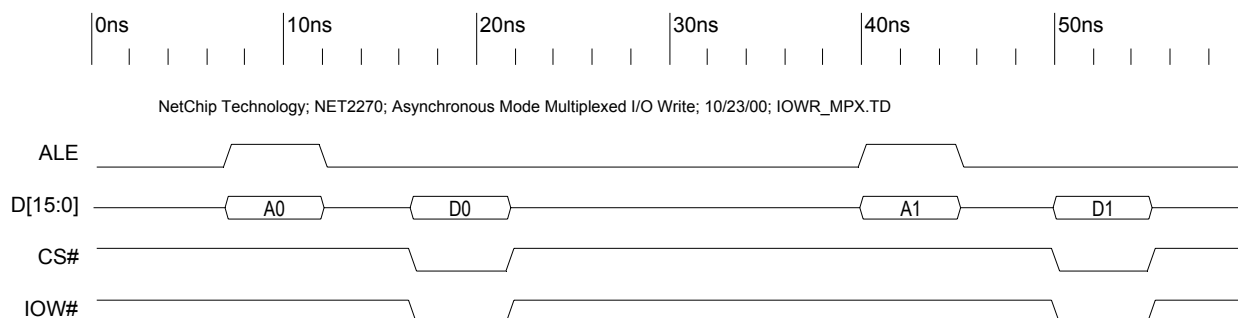 0ns 10ns 20ns 30ns 40ns 50ns
NetChip Technology; NET2270; Asynchronous Mode Multiplexed I/O Write; 10/23/00; IOWR_MPX.TD
ALE
D[15:0] A0 D0 A1 D1
CS#
IOW#